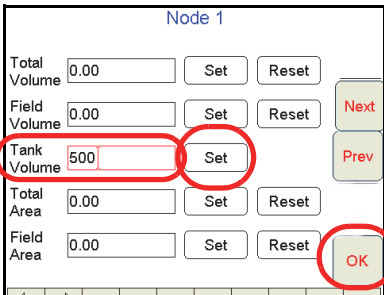 Node 1
Total Volume 0.00 Set Reset
Field Volume 0.00 Set Reset
Next
Tank Volume 500 Set
Prev
Total Area 0.00 Set Reset
Field Area 0.00 Set Reset
OK